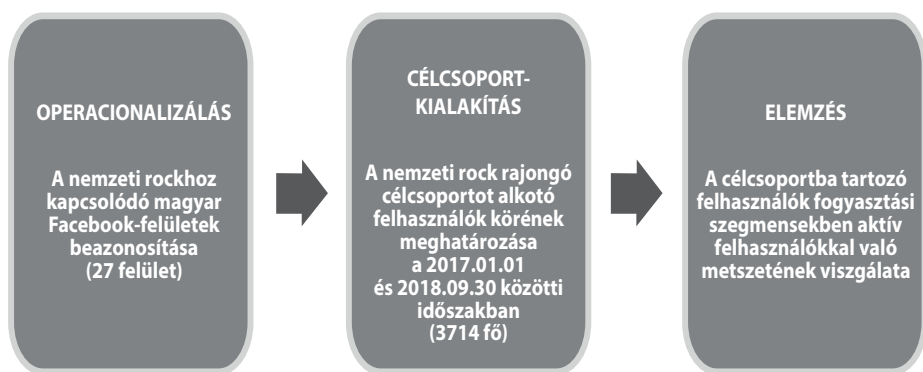 OPERACIONALIZÁLÁS
A nemzeti rockhoz
kapcsolódó magyar
Facebook-felületek
beazonosítása
(27 felület)
CÉLCSOPORT-
KIALAKÍTÁS
A nemzeti rock rajongó
célcsoportot alkotó
felhasználók körének
meghatározása
a 2017.01.01
és 2018.09.30 közötti
időszakban
(3714 fő)
ELEMZÉS
A célcsoportba tartozó
felhasználók fogyasztási
szegmensekben aktív
felhasználókkal való
metszetének viszgálata